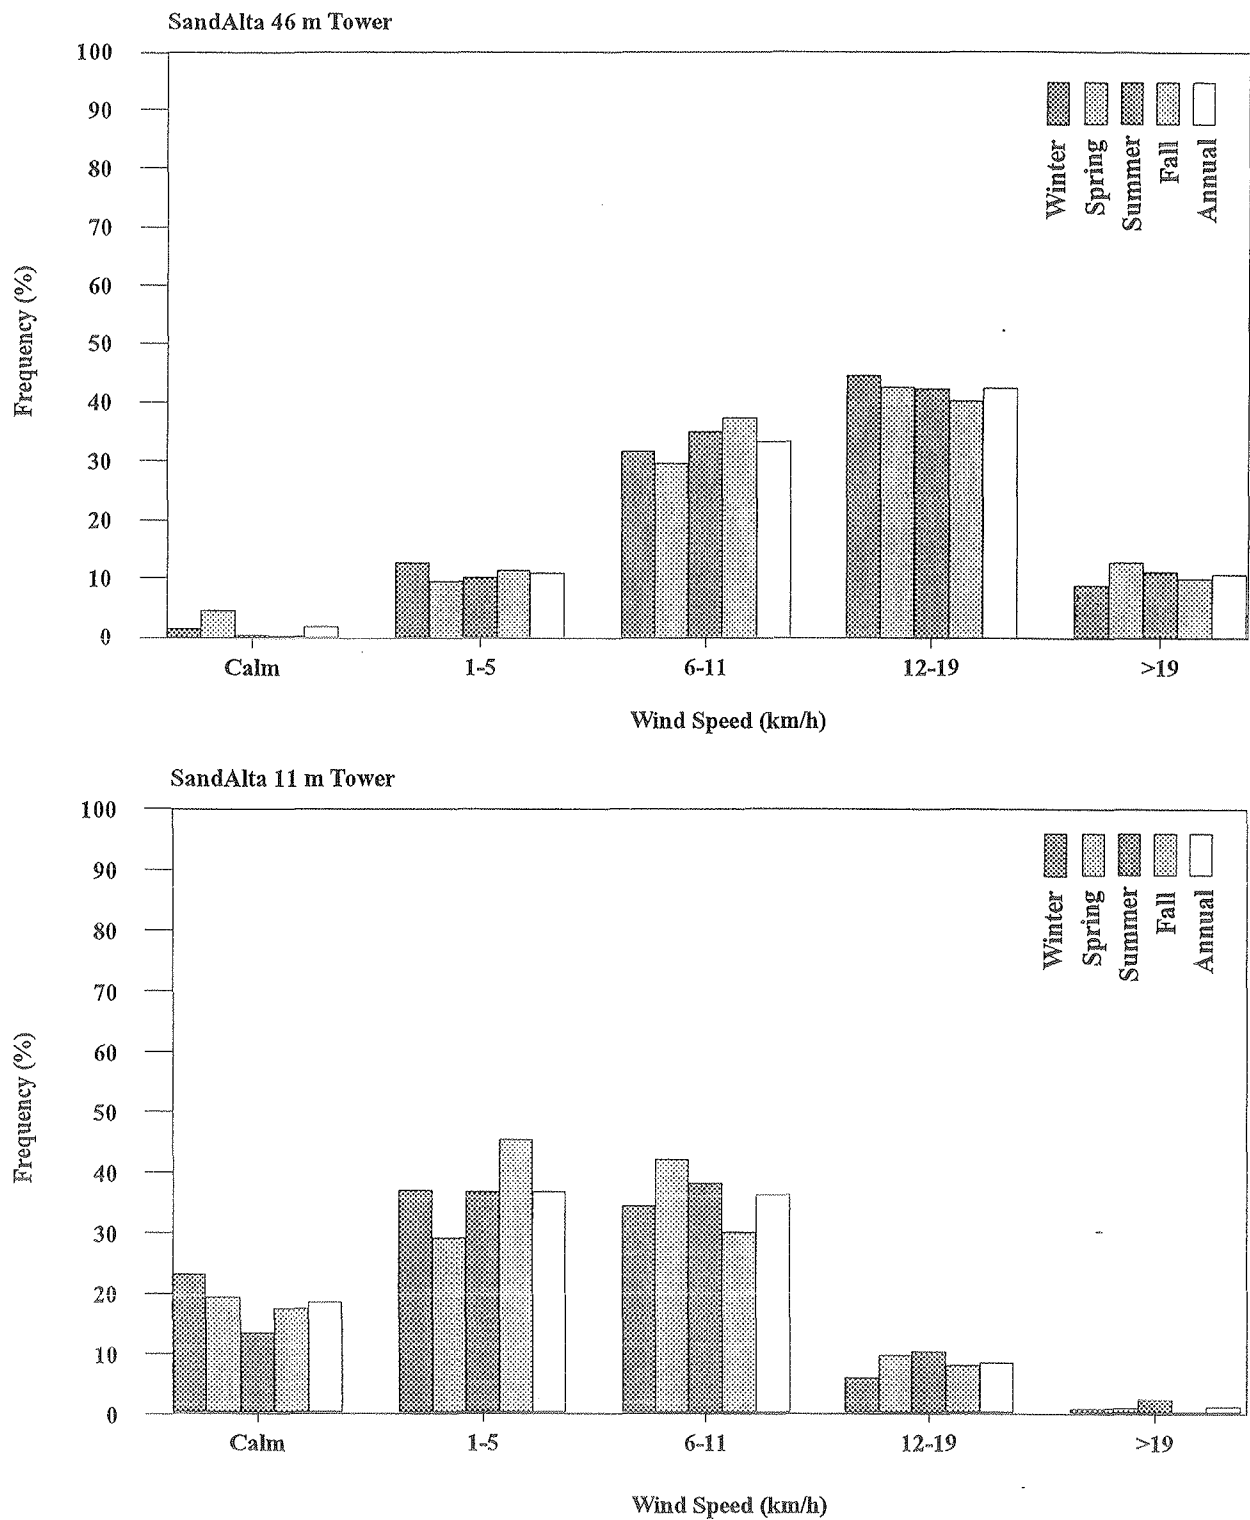 SandAlta 46 m Tower
100
90
80
70
60
50
40
30
20
10
0
Frequency (%)
Winter
Spring
Summer
Fall
Annual
Calm
1-5
6-11
12-19
>19
Wind Speed (km/h)
SandAlta 11 m Tower
100
90
80
70
60
50
40
30
20
10
0
Frequency (%)
Winter
Spring
Summer
Fall
Annual
Calm
1-5
6-11
12-19
>19
Wind Speed (km/h)